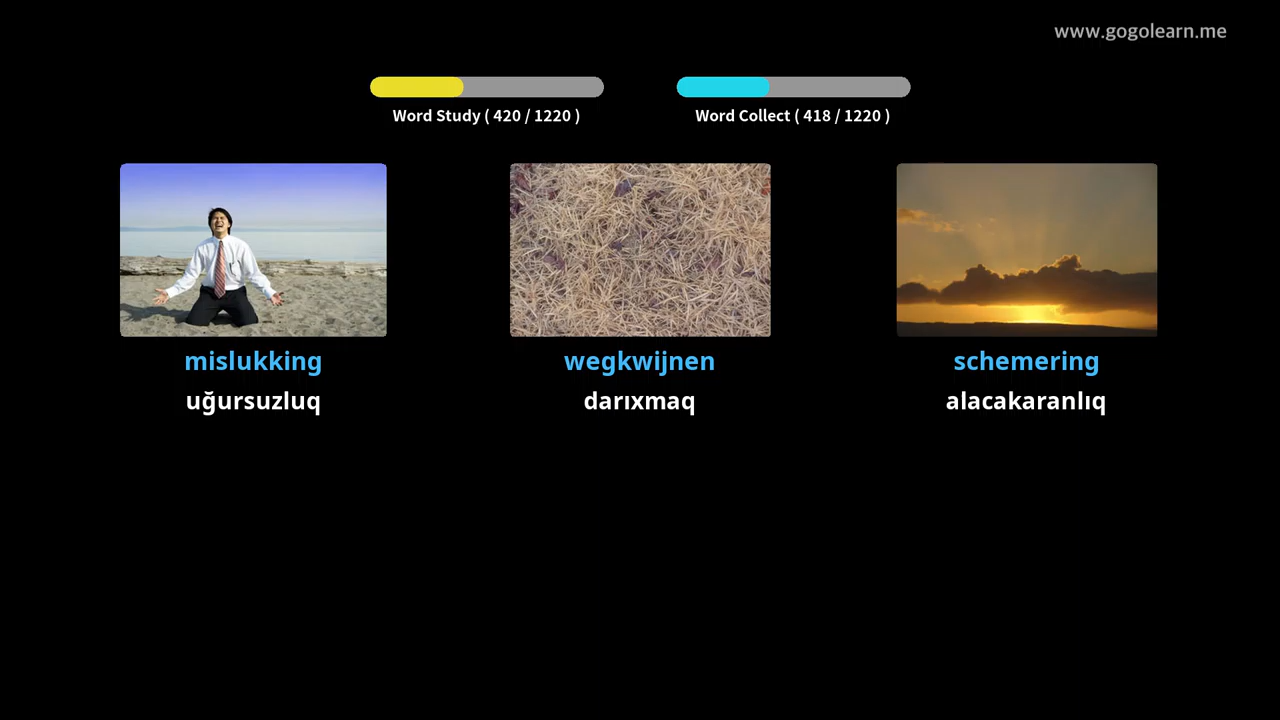 www.gogolearn.me
Word Study ( 420 / 1220 )
Word Collect ( 418 / 1220 )
mislukking
wegkwijnen
schemering
uğursuzluq
darıxmaq
alacakaranlıq